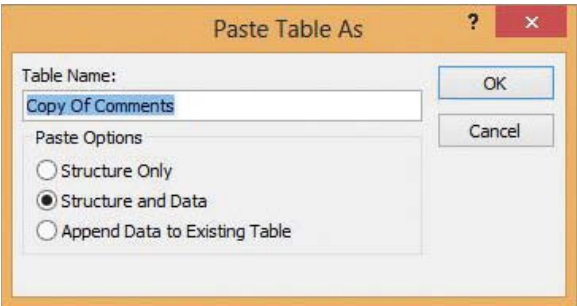 Paste Table As
?
x
Table Name:
Copy Of Comments
OK
Cancel
Paste Options
Structure Only
Structure and Data
Append Data to Existing Table